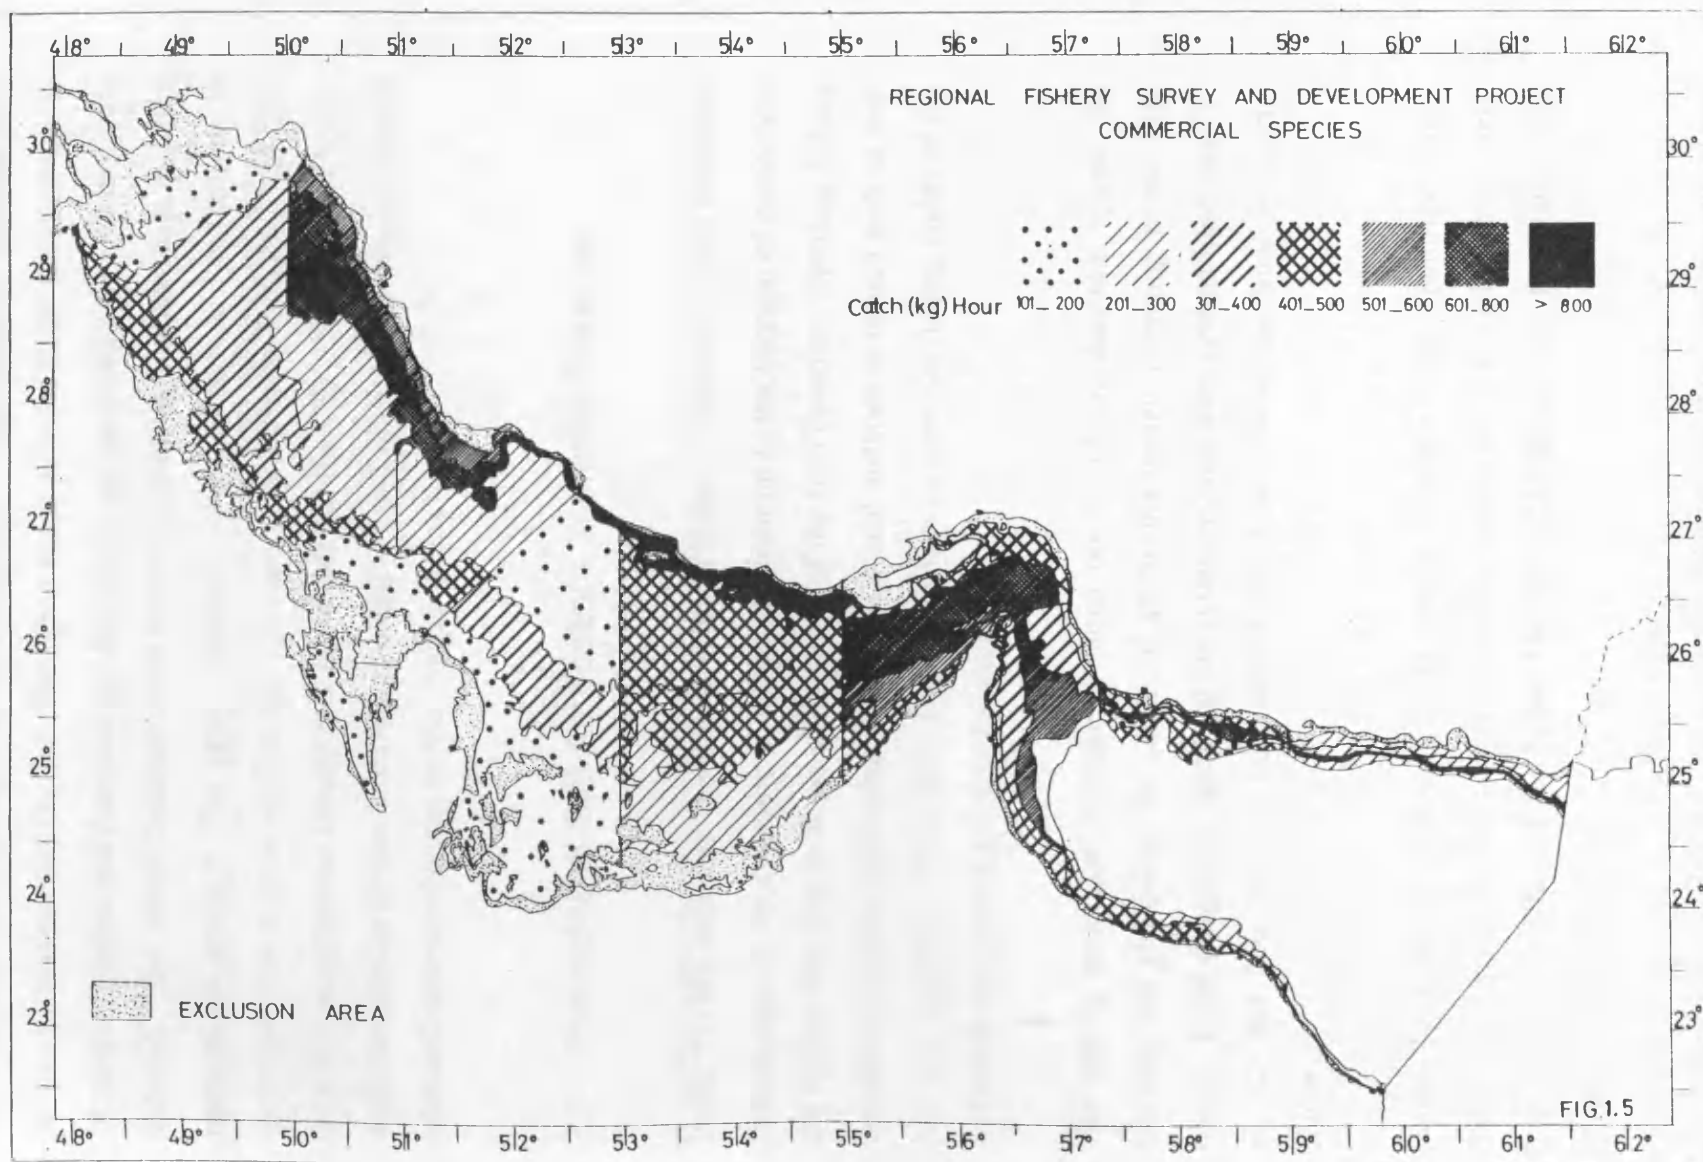 48° 49° 50° 51° 52° 53° 54° 55° 56° 57° 58° 59° 60° 61° 62°
REGIONAL FISHERY SURVEY AND DEVELOPMENT PROJECT
COMMERCIAL SPECIES
30° 30°
29° 29°
Catch (kg) Hour 101_200 201_300 301_400 401_500 501_600 601_800 > 800
28° 28°
27° 27°
26° 26°
25° 25°
24° 24°
EXCLUSION AREA
23° 23°
FIG.1.5
48° 49° 50° 51° 52° 53° 54° 55° 56° 57° 58° 59° 60° 61° 62°